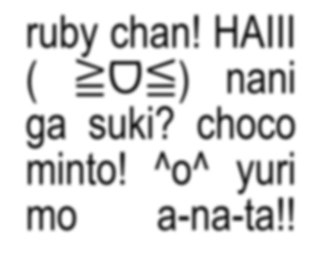 ruby chan! HAIII
( ≧ᗜ≦) nani
ga suki? choco
minto! ^o^ yuri
mo a-na-ta!!